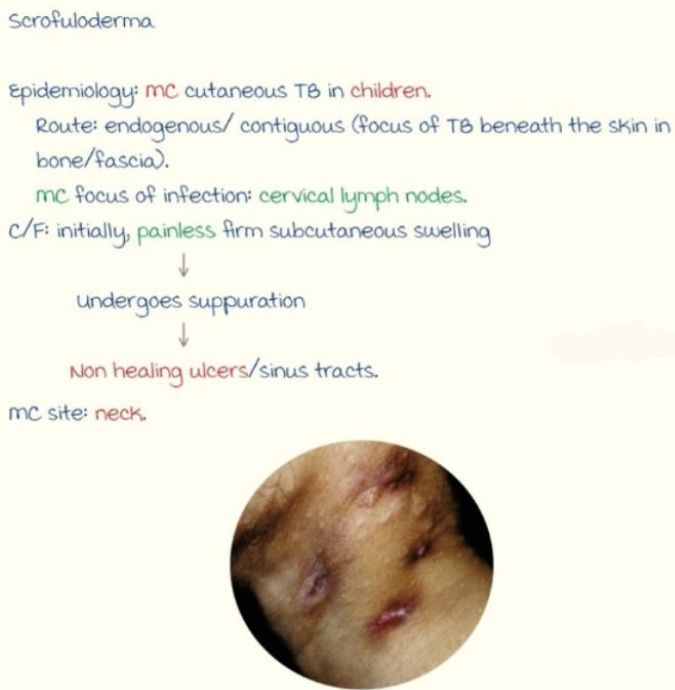 Scrofuloderma
Epidemiology: mc cutaneous TB in children.
Route: endogenous/ contiguous (focus of TB beneath the skin in
bone/fascia).
mc focus of infection: cervical lymph nodes.
C/F: initially, painless firm subcutaneous swelling
↓
undergoes suppuration
↓
Non healing ulcers/sinus tracts.
mc site: neck.